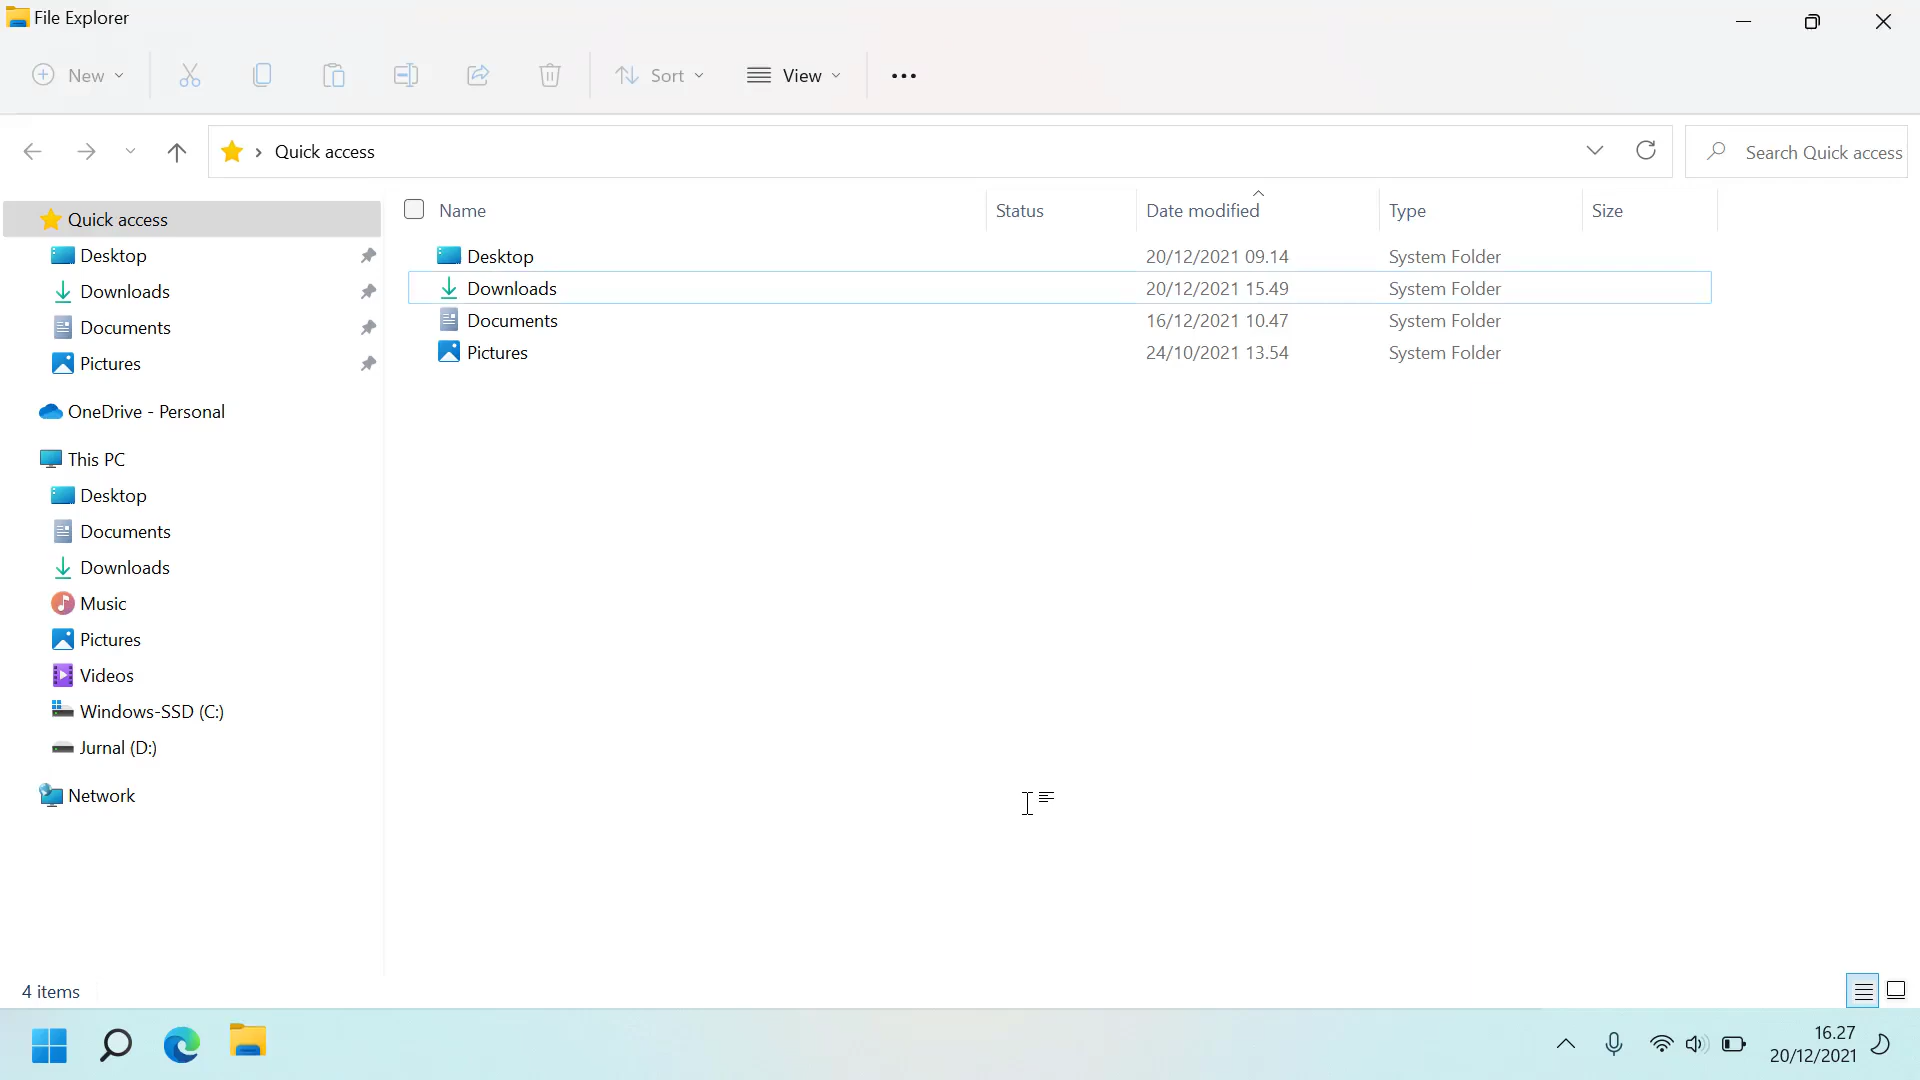 File Explorer
New
Sort
View
Quick access
Search Quick access
Quick access
Desktop
Downloads
Documents
Pictures
OneDrive - Personal
This PC
Desktop
Documents
Downloads
Music
Pictures
Videos
Windows-SSD (C:)
Jurnal (D:)
Network
Name Status Date modified Type Size
Desktop 20/12/2021 09.14 System Folder
Downloads 20/12/2021 15.49 System Folder
Documents 16/12/2021 10.47 System Folder
Pictures 24/10/2021 13.54 System Folder
4 items
16.27
20/12/2021